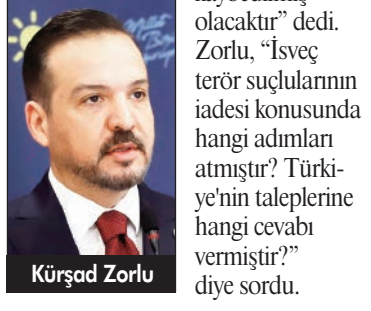 olacaktır” dedi.
Zorlu, “İsveç
terör suçlularının
iadesi konusunda
hangi adımları
atmıştır? Türki-
ye'nin taleplerine
hangi cevabı
vermiştir?”
diye sordu.
Kürşad Zorlu